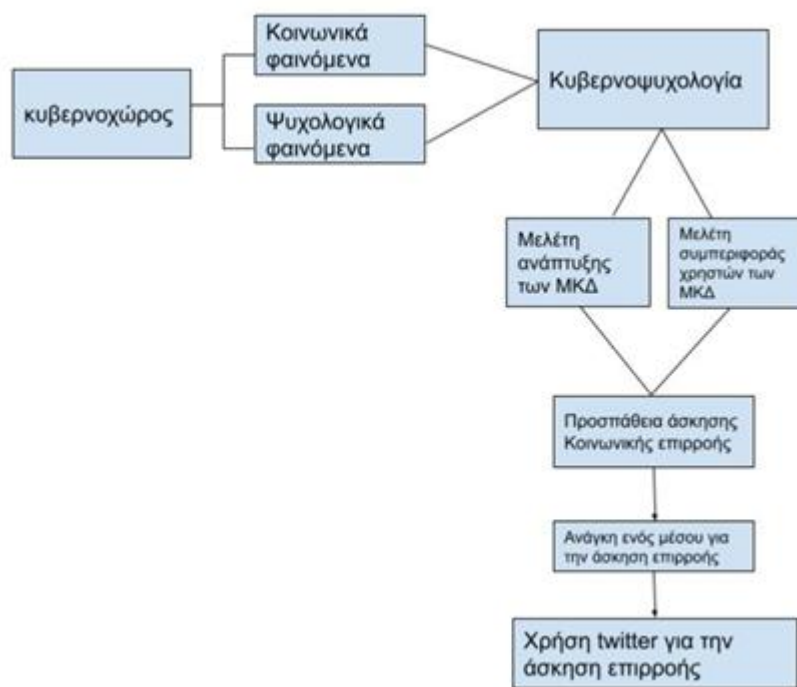 Κοινωνικά
φαινόμενα
κυβερνοχώρος
Ψυχολογικά
φαινόμενα
Κυβερνοψυχολογία
Μελέτη
ανάπτυξης
των ΜΚΔ
Μελέτη
συμπεριφοράς
χρηστών των
ΜΚΔ
Προσπάθεια άσκησης
Κοινωνικής επιρροής
Ανάγκη ενός μέσου για
την άσκηση επιρροής
Χρήση twitter για την
άσκηση επιρροής